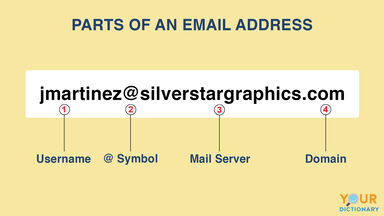 PARTS OF AN EMAIL ADDRESS
jmartinez@silverstargraphics.com
1 2 3 4
Username @ Symbol Mail Server Domain
YOUR
DICTIONARY